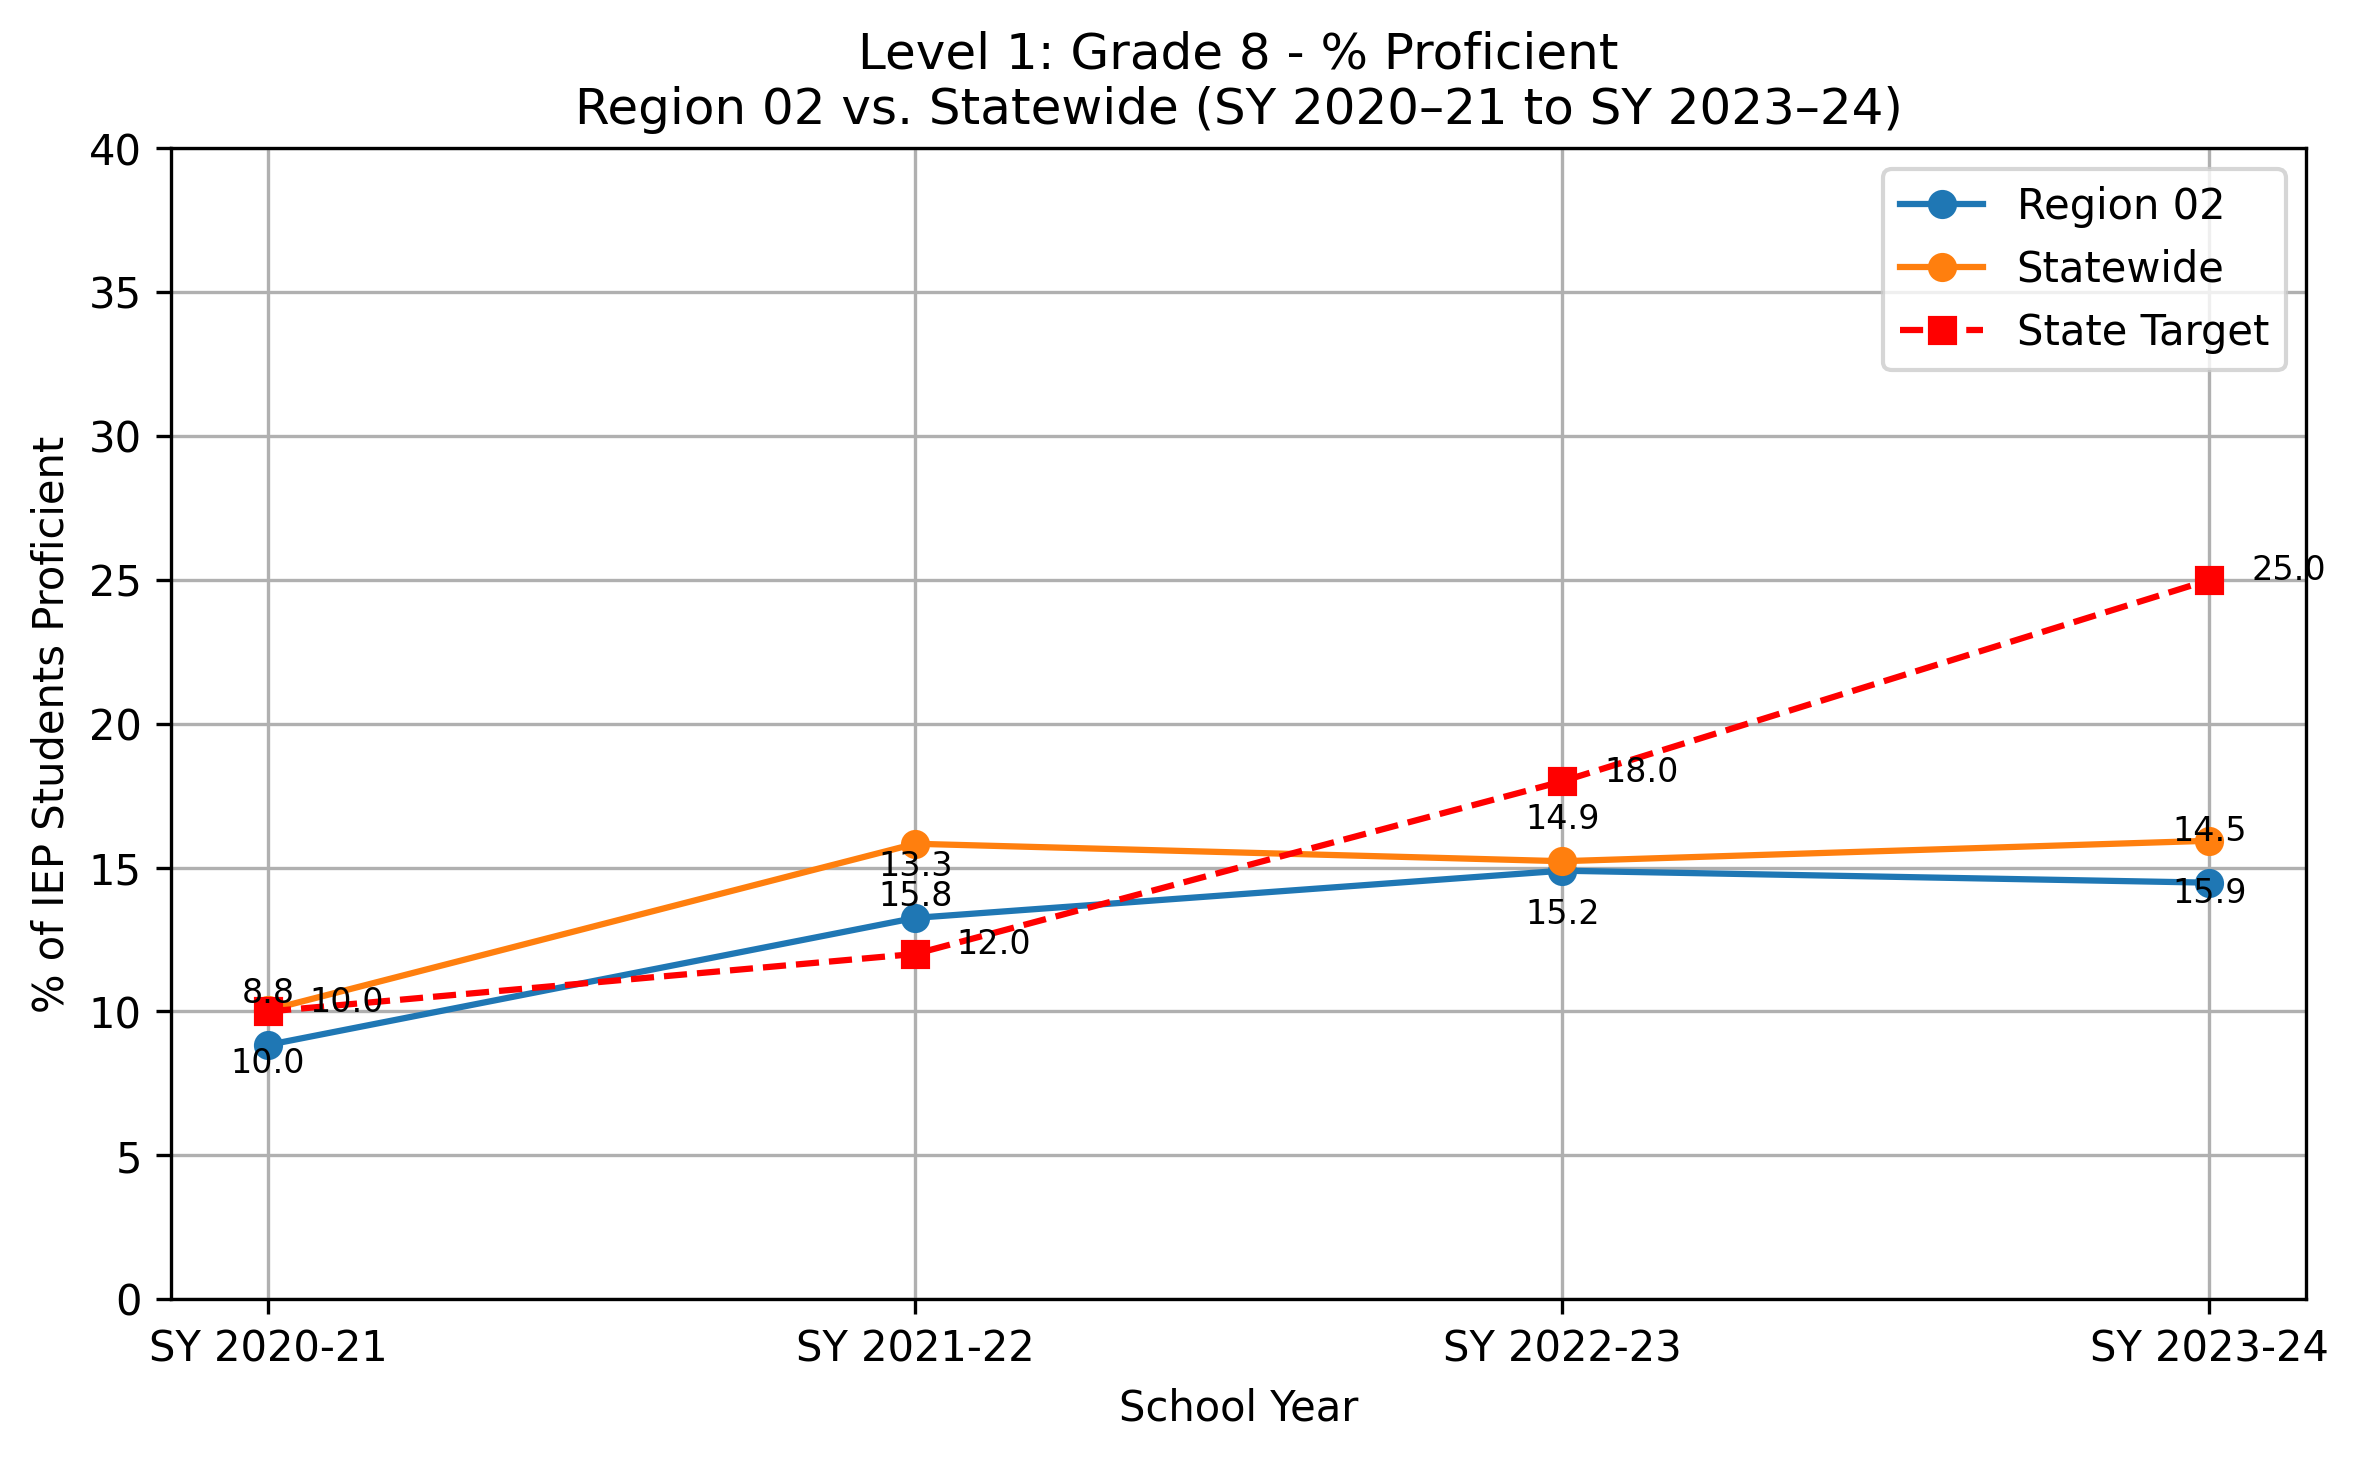 Level 1: Grade 8 - % Proficient
Region 02 vs. Statewide (SY 2020–21 to SY 2023–24)
40
35
30
25
20
15
10
5
0
% of IEP Students Proficient
Region 02
Statewide
State Target
25.0
18.0
14.9
14.5
13.3
15.8
15.9
15.2
12.0
8.8
10.0
10.0
SY 2020-21
SY 2021-22
SY 2022-23
SY 2023-24
School Year